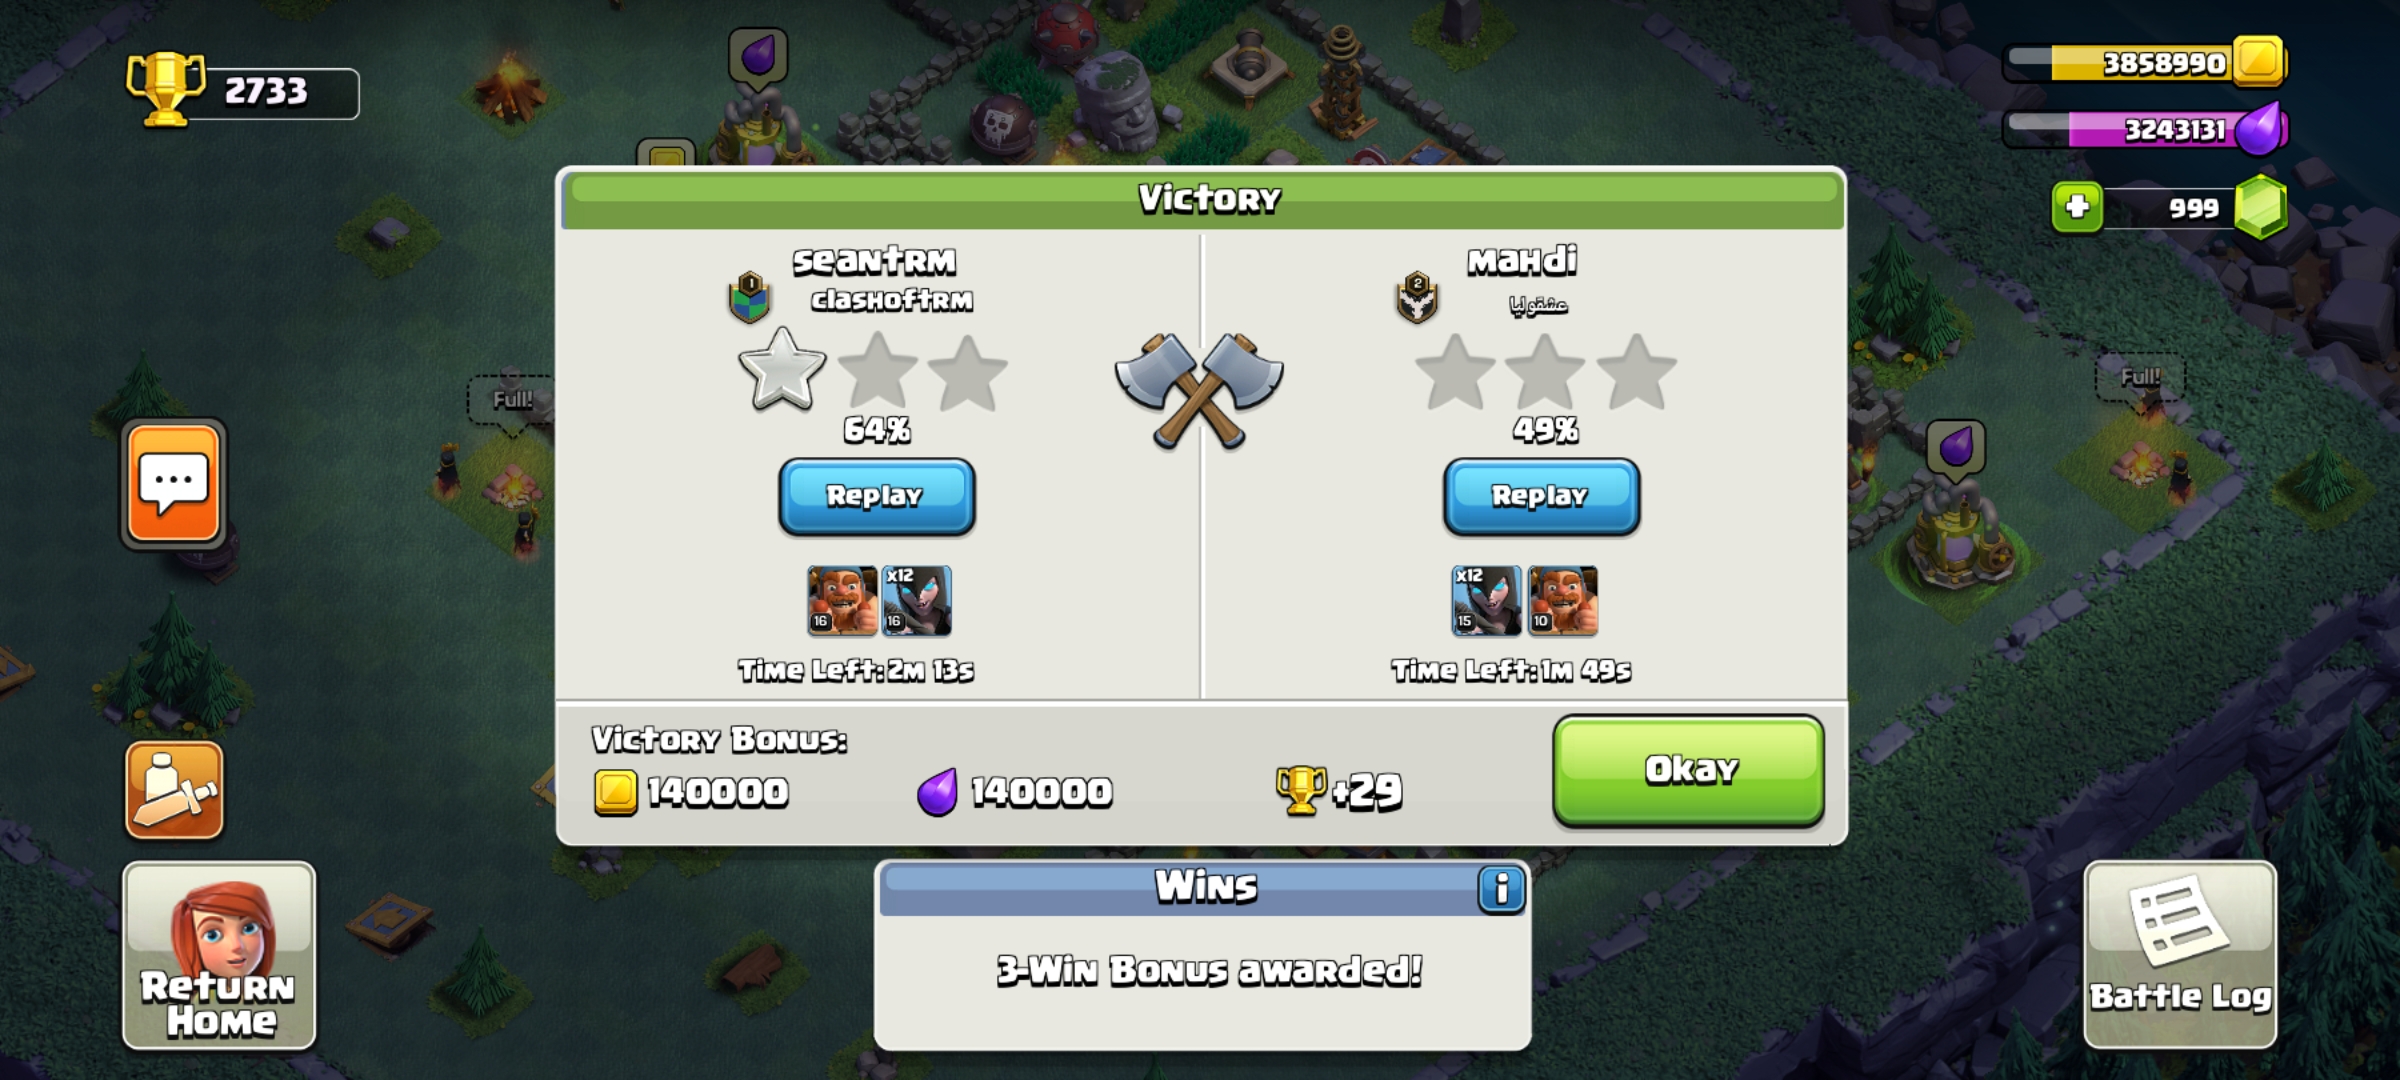 2733
3858990
3243131
999
Victory
seantRM
clashoftRM
1
64%
Replay
16
x12
16
Time Left: 2m 13s
Mahdi
عشقولیا
2
49%
Replay
x12
15
10
Time Left: 1m 49s
Victory Bonus:
140000
140000
+29
Okay
Wins
i
3-Win Bonus awarded!
Full!
Full!
Return
Home
Battle Log